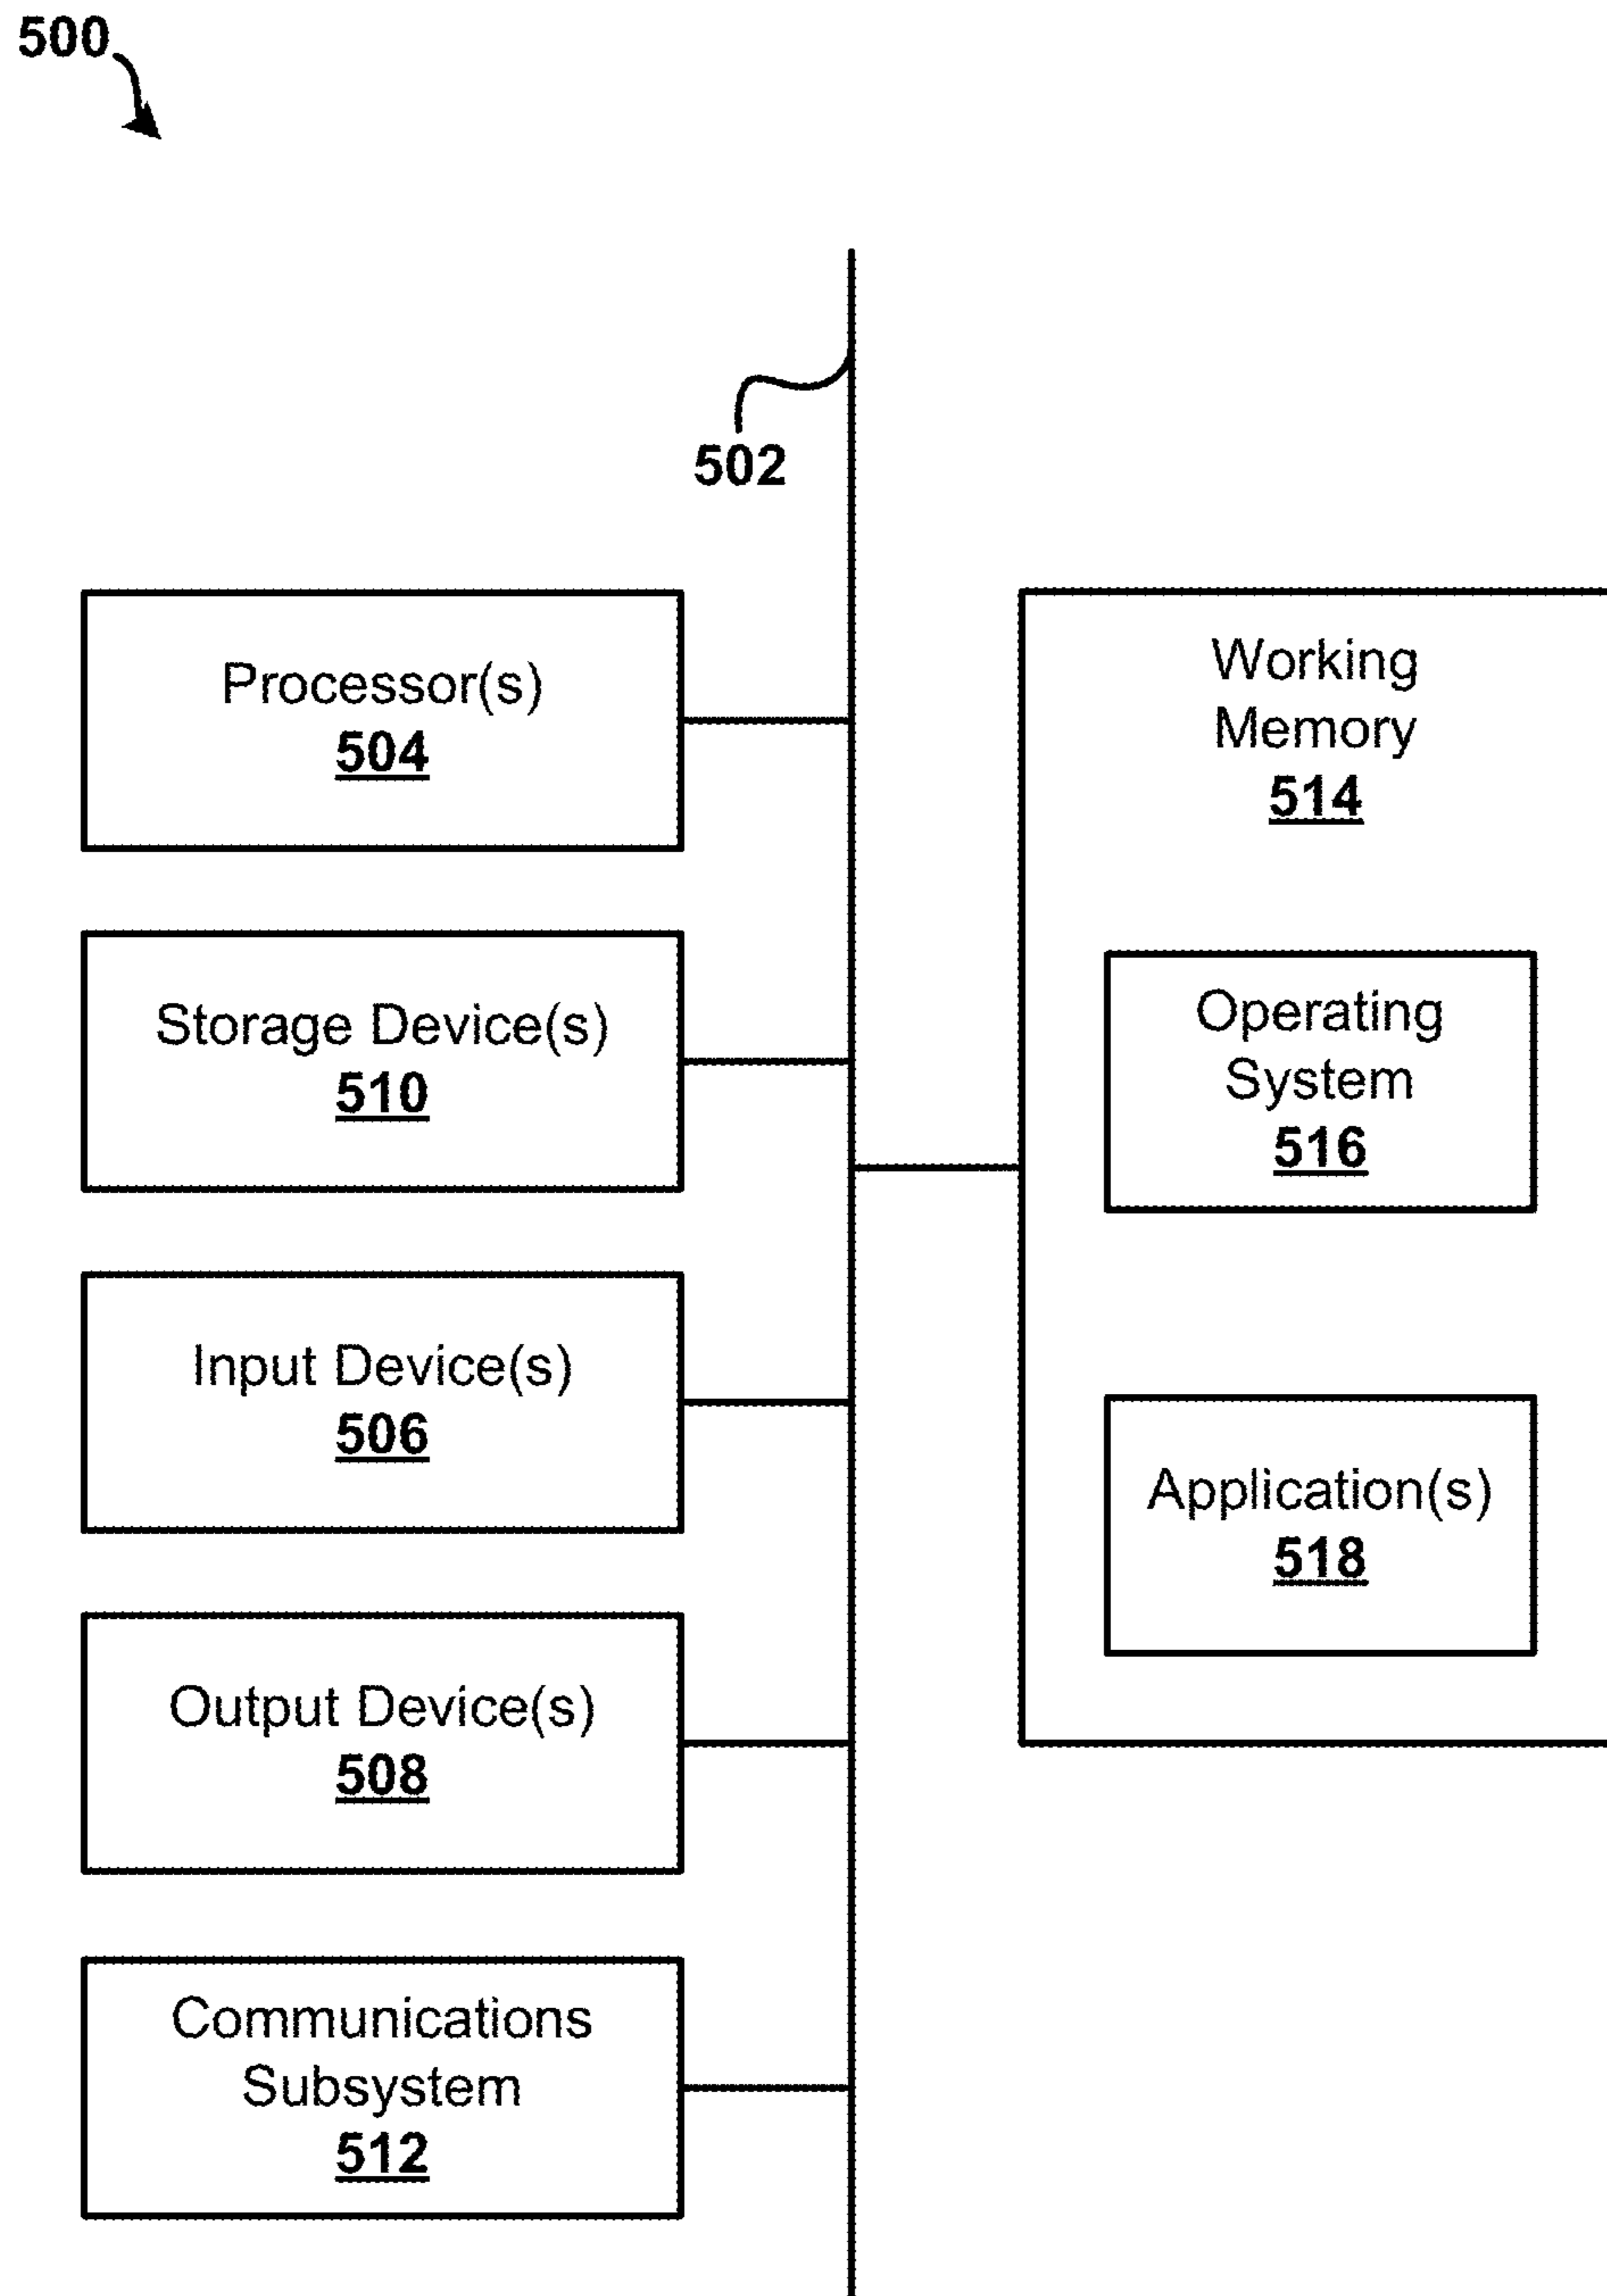 500
502
Processor(s)
504
Storage Device(s)
510
Input Device(s)
506
Output Device(s)
508
Communications
Subsystem
512
Working
Memory
514
Operating
System
516
Application(s)
518